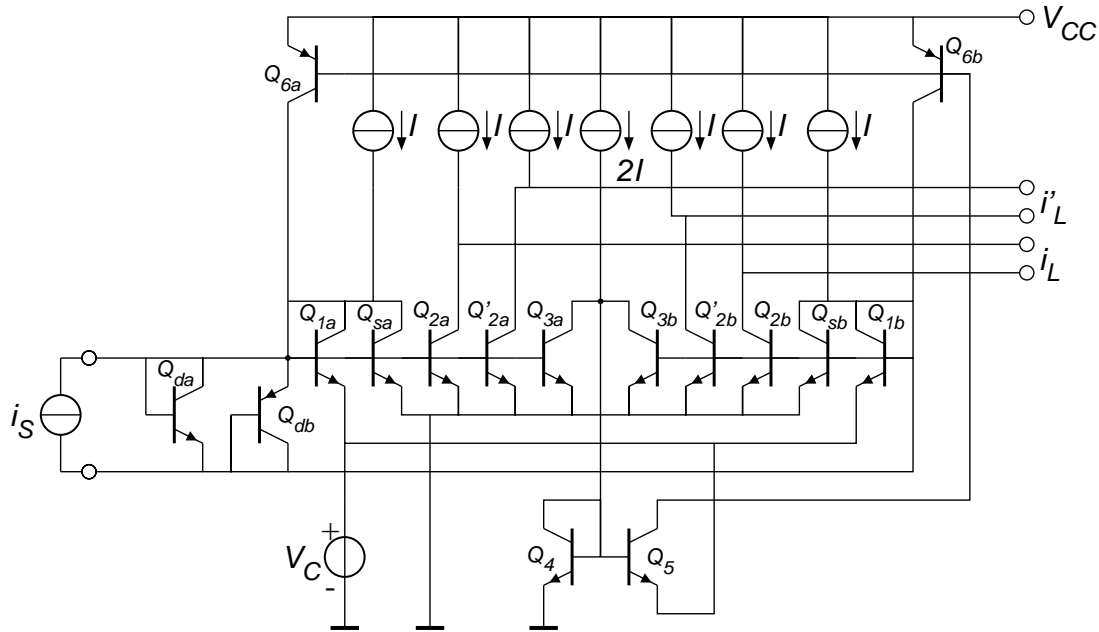 V_CC
Q_6a
Q_6b
I
I
I
2I
I
I
I
i'_L
i_L
Q_1a
Q_sa
Q_2a
Q'_2a
Q_3a
Q_3b
Q'_2b
Q_2b
Q_sb
Q_1b
Q_da
Q_db
i_S
+
V_C
-
Q_4
Q_5